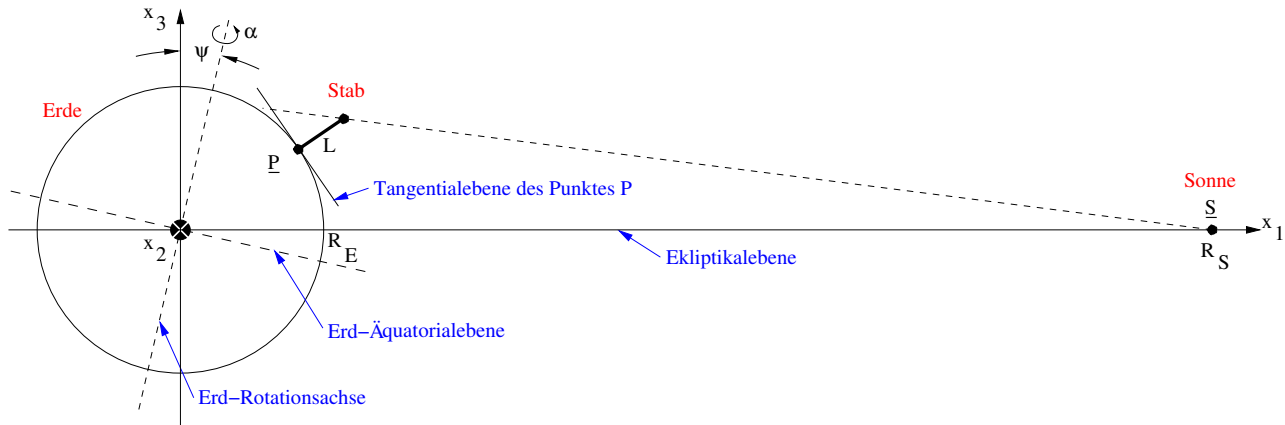 x3
ψ
α
Erde
Stab
L
P
Tangentialebene des Punktes P
Sonne
S
x1
x2
RE
RS
Ekliptikalebene
Erd−Äquatorialebene
Erd−Rotationsachse